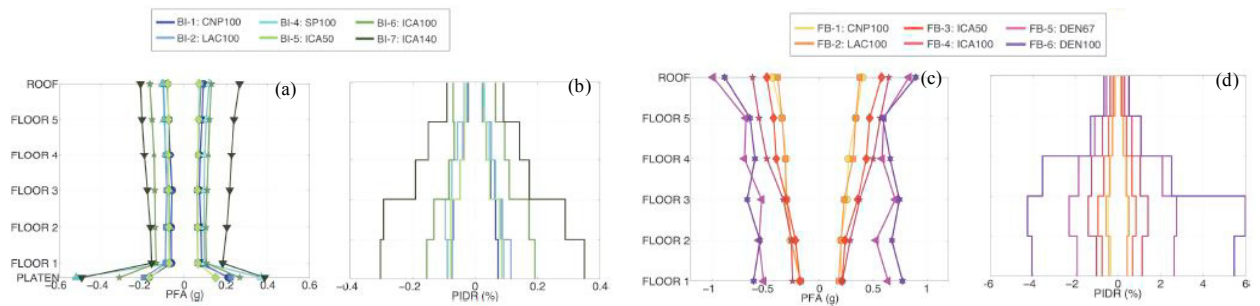 BI-1: CNP100 BI-4: SP100 BI-6: ICA100
BI-2: LAC100 BI-5: ICA50 BI-7: ICA140
ROOF
FLOOR 5
FLOOR 4
FLOOR 3
FLOOR 2
FLOOR 1
PLATEN
(a)
−0.6 −0.4 −0.2 0 0.2 0.4 0.6
PFA (g)
(b)
−0.4 −0.2 0 0.2 0.4
PIDR (%)
FB-1: CNP100 FB-3: ICA50 FB-5: DEN67
FB-2: LAC100 FB-4: ICA100 FB-6: DEN100
ROOF
FLOOR 5
FLOOR 4
FLOOR 3
FLOOR 2
FLOOR 1
(c)
−1 −0.5 0 0.5 1
PFA (g)
(d)
−6 −4 −2 0 2 4 6
PIDR (%)